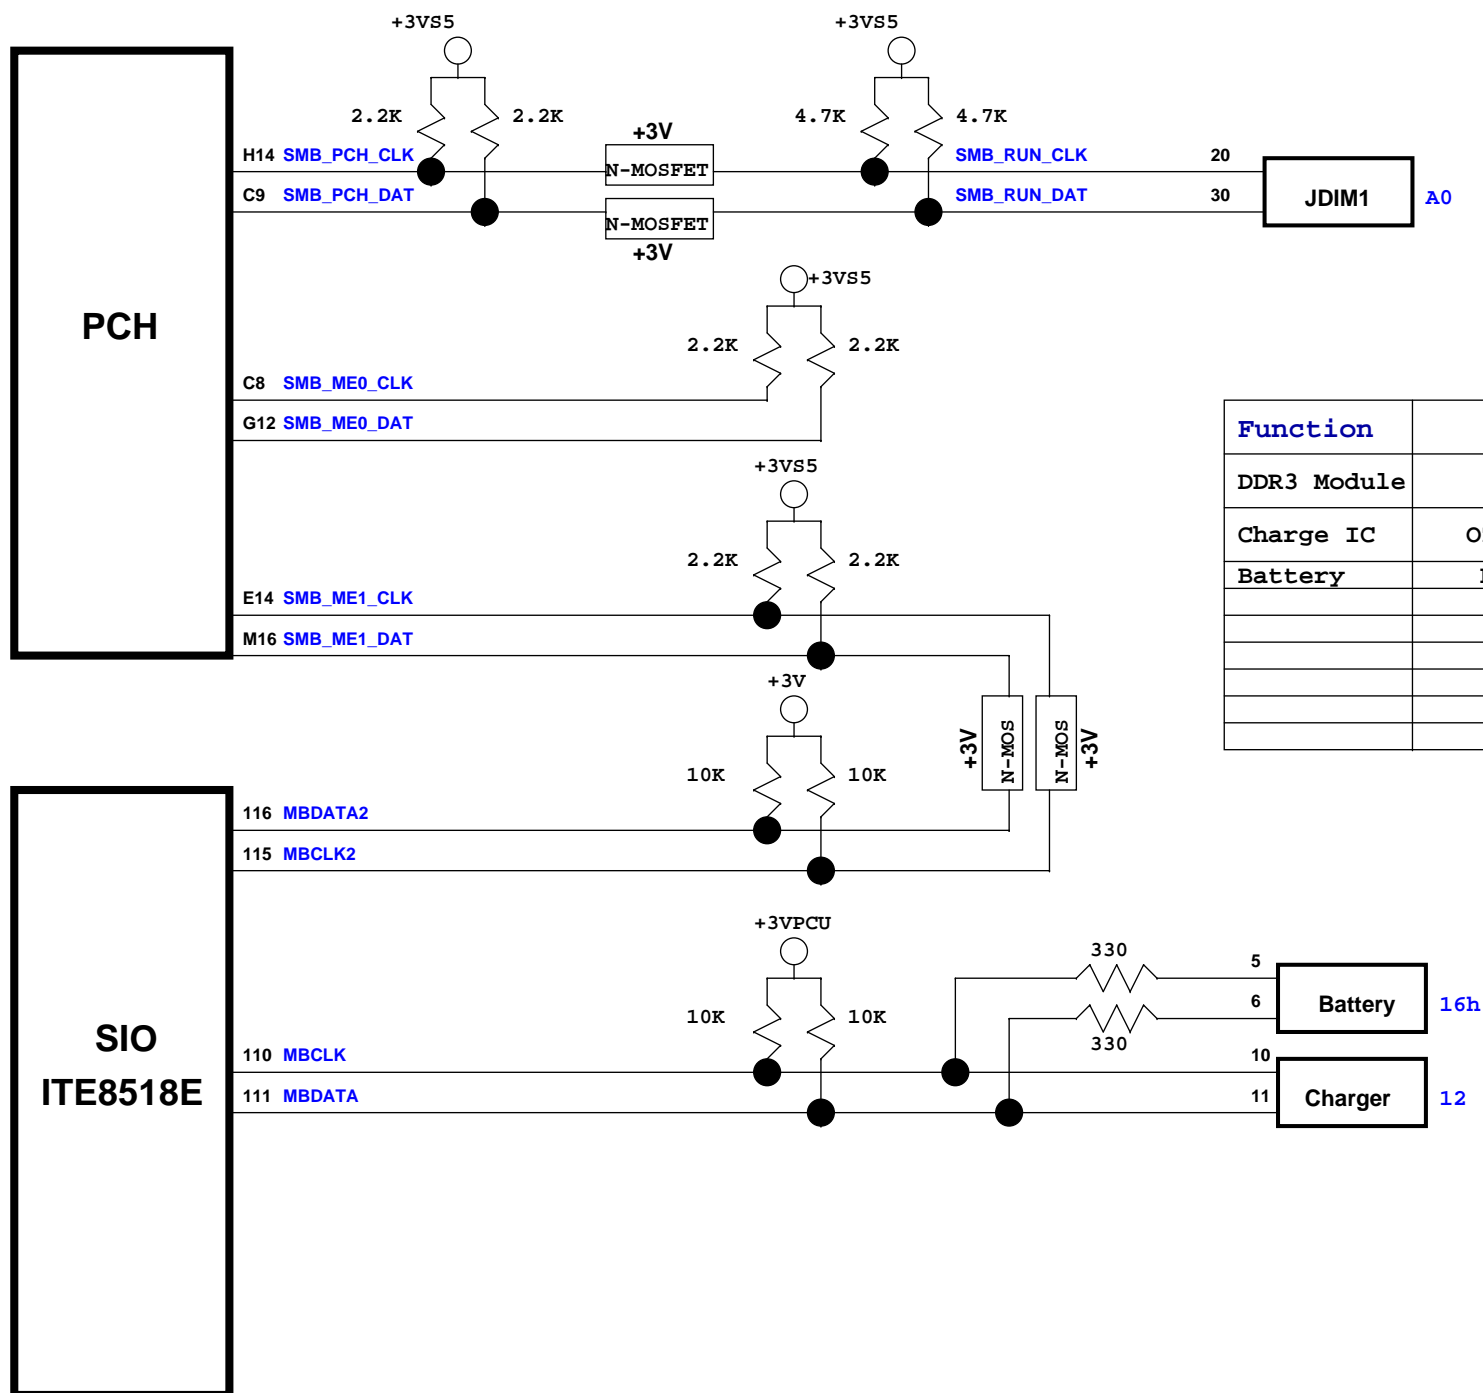 +3VS5
+3VS5
2.2K
2.2K
4.7K
4.7K
+3V
H14 SMB_PCH_CLK
N-MOSFET
SMB_RUN_CLK
20
C9 SMB_PCH_DAT
N-MOSFET
SMB_RUN_DAT
30
JDIM1
A0
+3V
+3VS5
PCH
2.2K
2.2K
C8 SMB_ME0_CLK
G12 SMB_ME0_DAT
Function
DDR3 Module
Charge IC
Battery
+3VS5
2.2K
2.2K
E14 SMB_ME1_CLK
M16 SMB_ME1_DAT
+3V
+3V
N-MOS
N-MOS
+3V
10K
10K
116 MBDATA2
115 MBCLK2
+3VPCU
330
5
6
Battery
16h
330
10K
10K
SIO
ITE8518E
110 MBCLK
10
111 MBDATA
11
Charger
12